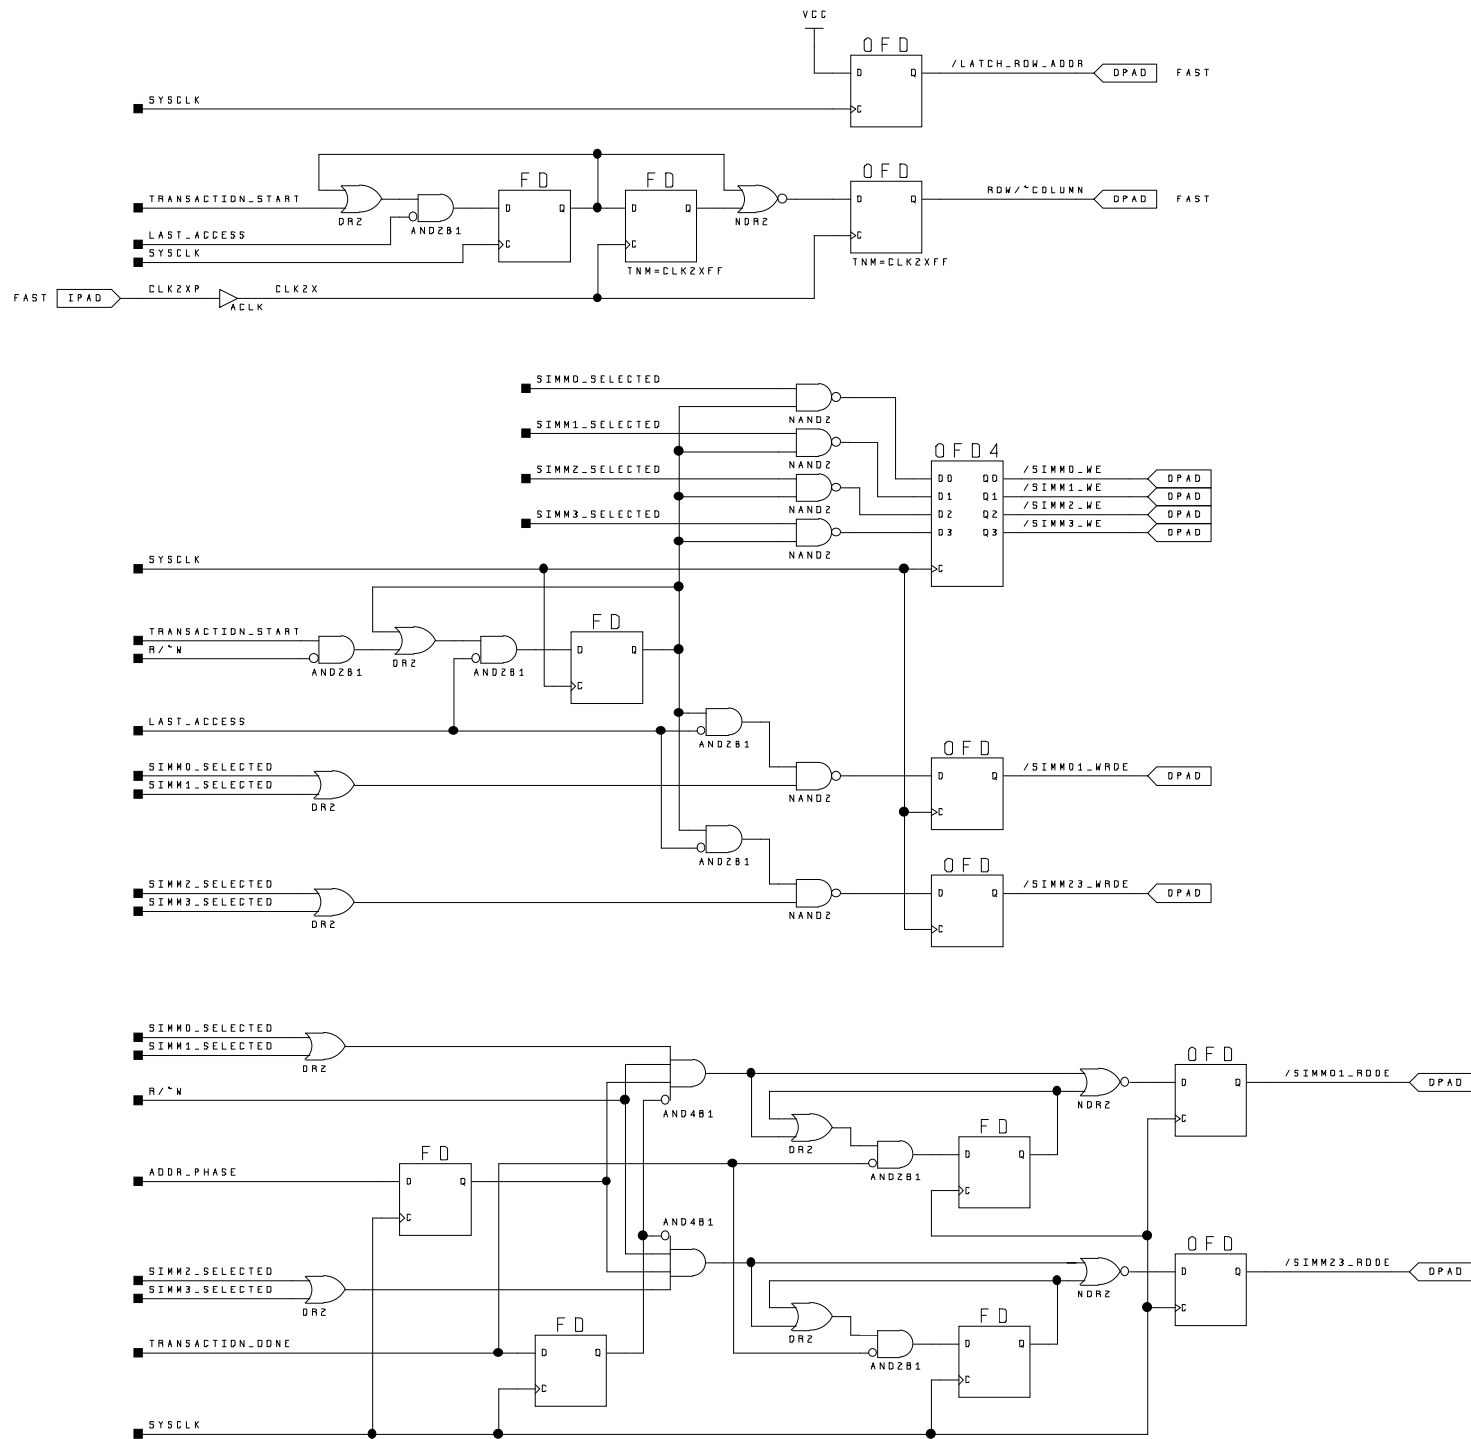 VCC
OFD
D Q
/LATCH_ROW_ADDR
OPAD
FAST
SYSCLK
C
FD
FD
OFD
TRANSACTION_START
OR2
AND2B1
D Q
D Q
NOR2
D Q
ROW/~COLUMN
OPAD
FAST
LAST_ACCESS
C
C
C
SYSCLK
TNM=CLK2XFF
TNM=CLK2XFF
FAST
IPAD
CLK2XP
ACLK
CLK2X
SIMM0_SELECTED
NAND2
SIMM1_SELECTED
NAND2
SIMM2_SELECTED
NAND2
SIMM3_SELECTED
NAND2
OFD4
D0 Q0
D1 Q1
D2 Q2
D3 Q3
C
/SIMM0_WE
OPAD
/SIMM1_WE
OPAD
/SIMM2_WE
OPAD
/SIMM3_WE
OPAD
SYSCLK
TRANSACTION_START
R/~W
AND2B1
OR2
AND2B1
FD
D Q
C
LAST_ACCESS
AND2B1
SIMM0_SELECTED
SIMM1_SELECTED
OR2
NAND2
OFD
D Q
C
/SIMM01_WROE
OPAD
AND2B1
SIMM2_SELECTED
SIMM3_SELECTED
OR2
NAND2
OFD
D Q
C
/SIMM23_WROE
OPAD
SIMM0_SELECTED
SIMM1_SELECTED
OR2
R/~W
AND4B1
NOR2
OFD
D Q
C
/SIMM01_RDOE
OPAD
OR2
AND2B1
FD
D Q
C
ADDR_PHASE
FD
D Q
C
AND4B1
SIMM2_SELECTED
SIMM3_SELECTED
OR2
NOR2
OFD
D Q
C
/SIMM23_RDOE
OPAD
TRANSACTION_DONE
FD
D Q
C
OR2
AND2B1
FD
D Q
C
SYSCLK